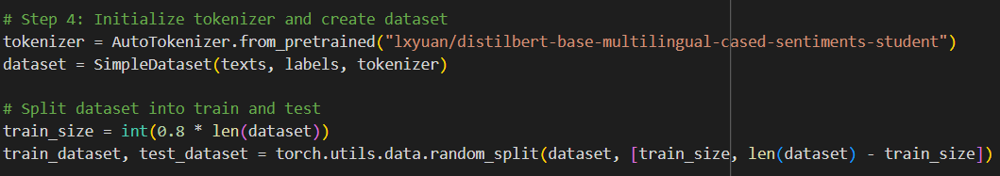 # Step 4: Initialize tokenizer and create dataset
tokenizer = AutoTokenizer.from_pretrained("lxyuan/distilbert-base-multilingual-cased-sentiments-student")
dataset = SimpleDataset(texts, labels, tokenizer)
# Split dataset into train and test
train_size = int(0.8 * len(dataset))
train_dataset, test_dataset = torch.utils.data.random_split(dataset, [train_size, len(dataset) - train_size])